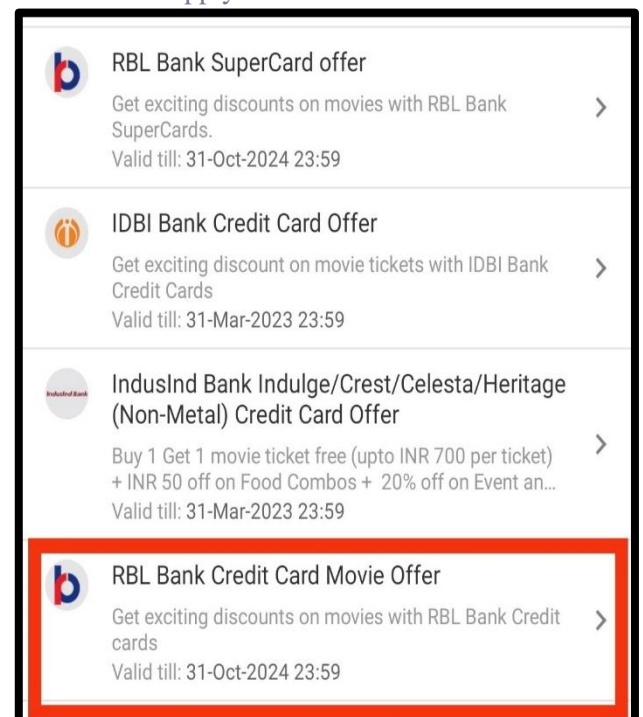 RBL Bank SuperCard offer
Get exciting discounts on movies with RBL Bank
SuperCards.
Valid till: 31-Oct-2024 23:59
IDBI Bank Credit Card Offer
Get exciting discount on movie tickets with IDBI Bank
Credit Cards
Valid till: 31-Mar-2023 23:59
IndusInd Bank
IndusInd Bank Indulge/Crest/Celesta/Heritage
(Non-Metal) Credit Card Offer
Buy 1 Get 1 movie ticket free (upto INR 700 per ticket)
+ INR 50 off on Food Combos + 20% off on Event an...
Valid till: 31-Mar-2023 23:59
RBL Bank Credit Card Movie Offer
Get exciting discounts on movies with RBL Bank Credit
cards
Valid till: 31-Oct-2024 23:59